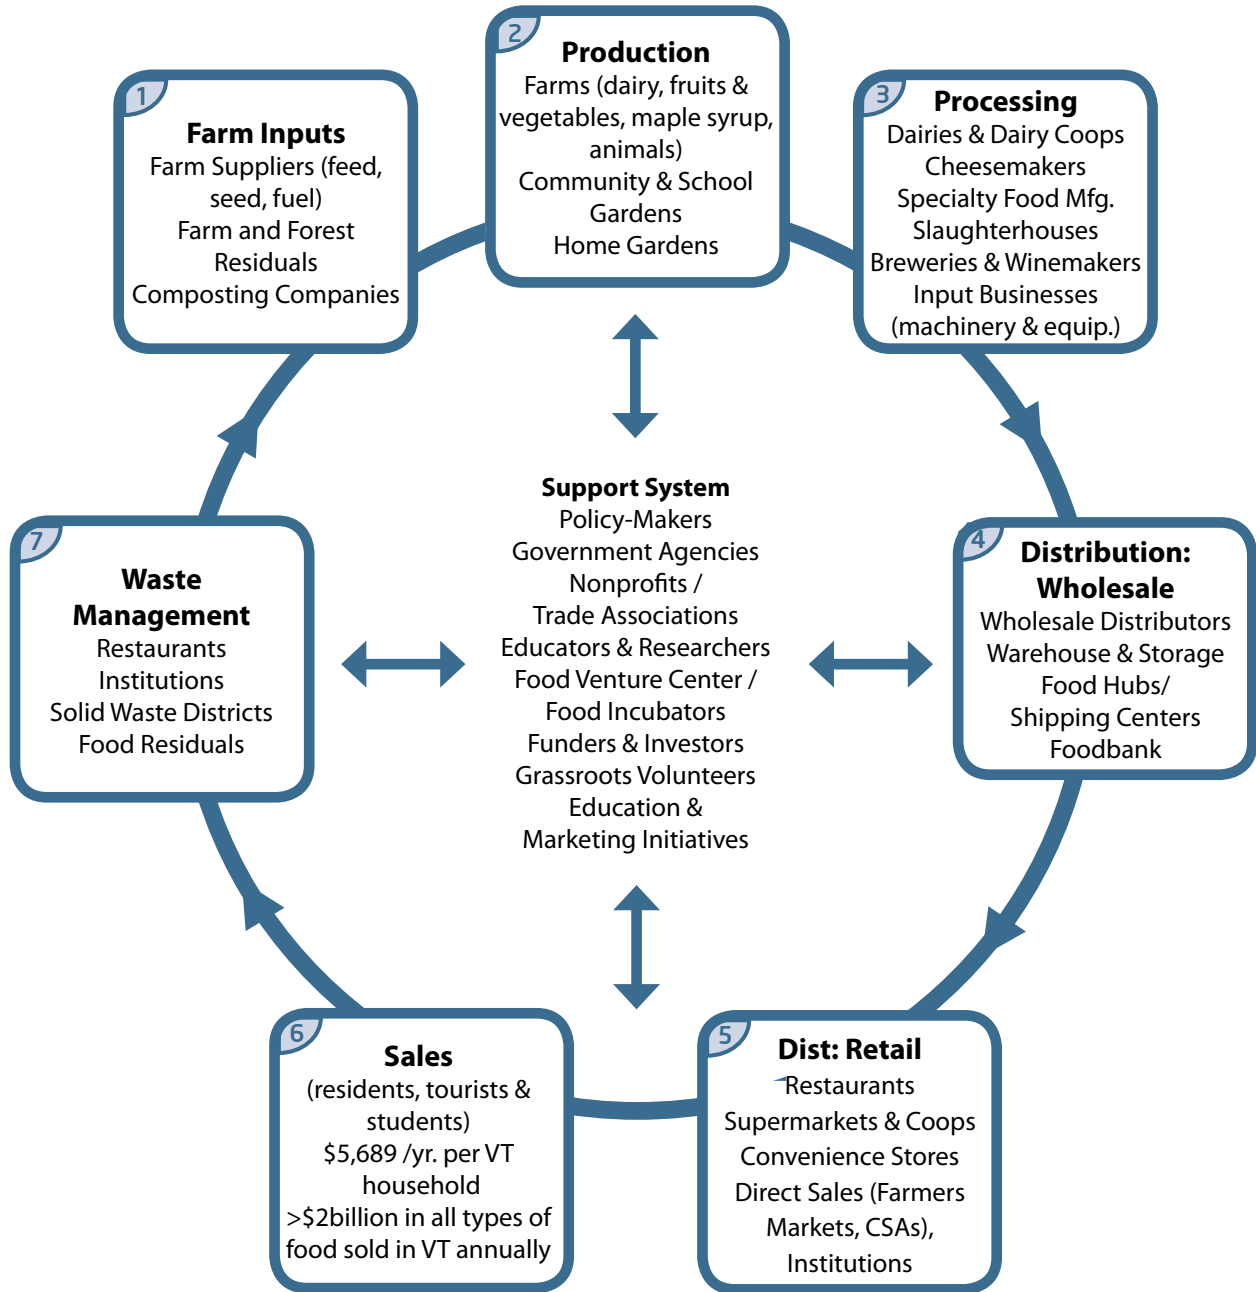 1
Farm Inputs
Farm Suppliers (feed,
seed, fuel)
Farm and Forest
Residuals
Composting Companies
2
Production
Farms (dairy, fruits &
vegetables, maple syrup,
animals)
Community & School
Gardens
Home Gardens
3
Processing
Dairies & Dairy Coops
Cheesemakers
Specialty Food Mfg.
Slaughterhouses
Breweries & Winemakers
Input Businesses
(machinery & equip.)
4
Distribution:
Wholesale
Wholesale Distributors
Warehouse & Storage
Food Hubs/
Shipping Centers
Foodbank
5
Dist: Retail
Restaurants
Supermarkets & Coops
Convenience Stores
Direct Sales (Farmers
Markets, CSAs),
Institutions
6
Sales
(residents, tourists &
students)
$5,689 /yr. per VT
household
>$2billion in all types of
food sold in VT annually
7
Waste
Management
Restaurants
Institutions
Solid Waste Districts
Food Residuals
Support System
Policy-Makers
Government Agencies
Nonprofits /
Trade Associations
Educators & Researchers
Food Venture Center /
Food Incubators
Funders & Investors
Grassroots Volunteers
Education &
Marketing Initiatives